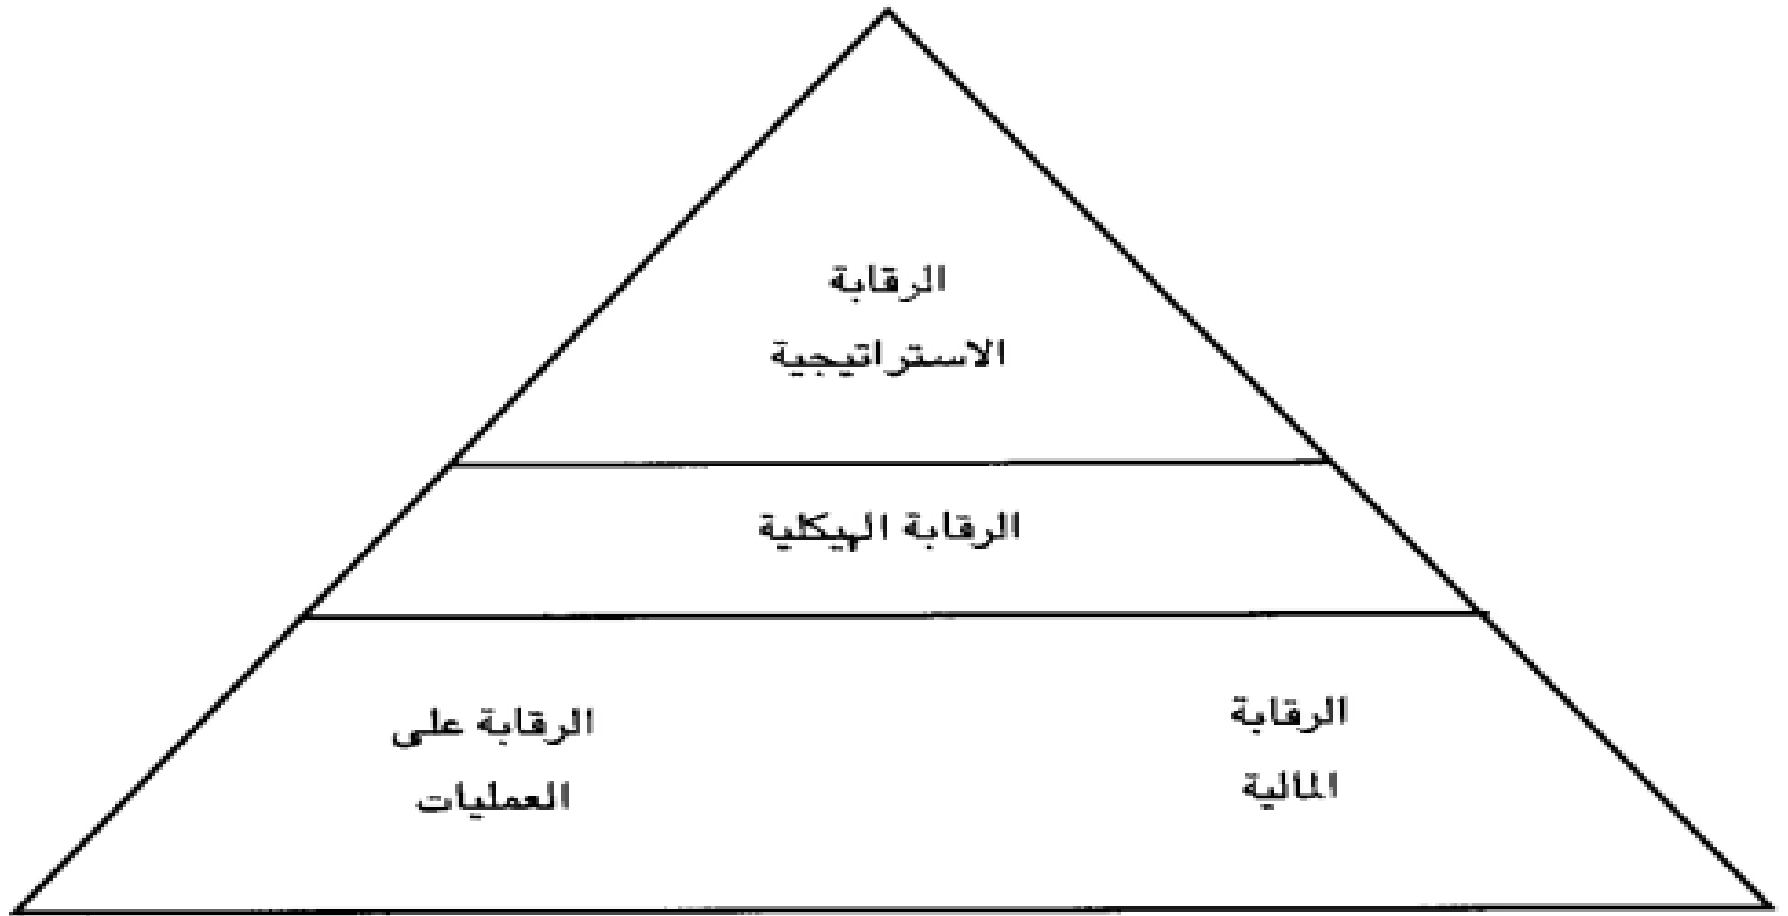 الرقابة
الاستراتيجية
الرقابة الهيكلية
الرقابة
المالية
الرقابة على
العمليات